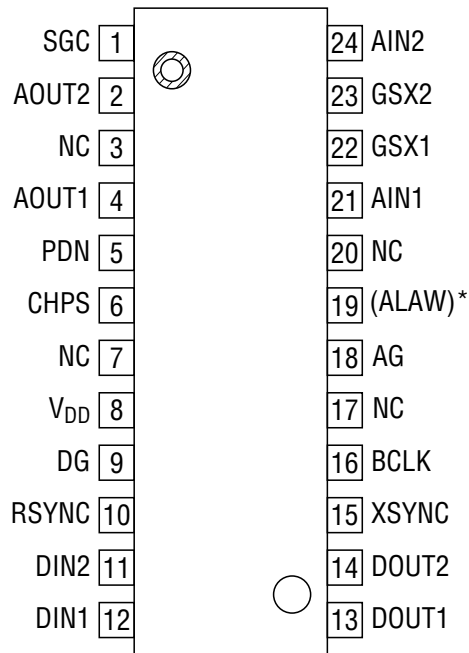 SGC 1 24 AIN2
AOUT2 2 23 GSX2
NC 3 22 GSX1
AOUT1 4 21 AIN1
PDN 5 20 NC
CHPS 6 19 (ALAW)*
NC 7 18 AG
VDD 8 17 NC
DG 9 16 BCLK
RSYNC 10 15 XSYNC
DIN2 11 14 DOUT2
DIN1 12 13 DOUT1